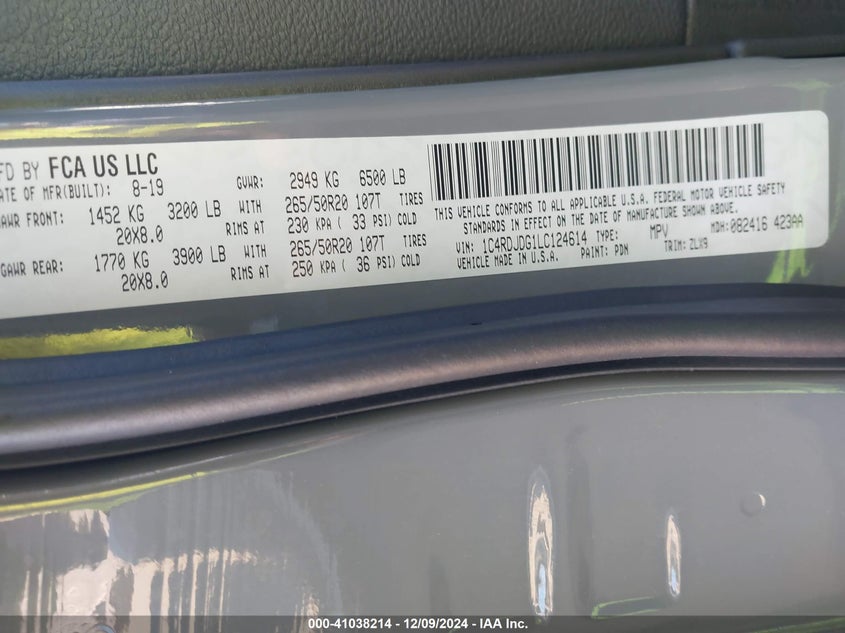 MFD BY FCA US LLC
DATE OF MFR(BUILT): 8-19 GVWR: 2949 KG 6500 LB
GAWR FRONT: 1452 KG 3200 LB WITH 265/50R20 107T TIRES
20X8.0 RIMS AT 230 KPA ( 33 PSI) COLD
GAWR REAR: 1770 KG 3900 LB WITH 265/50R20 107T TIRES
20X8.0 RIMS AT 250 KPA ( 36 PSI) COLD
THIS VEHICLE CONFORMS TO ALL APPLICABLE U.S.A. FEDERAL MOTOR VEHICLE SAFETY
STANDARDS IN EFFECT ON THE DATE OF MANUFACTURE SHOWN ABOVE.
VIN: 1C4RDJDG1LC124614 TYPE: MPV MDH: 082416 423AA
VEHICLE MADE IN U.S.A. PAINT: PDN TRIM: ZLX9
000-41038214 - 12/09/2024 - IAA Inc.